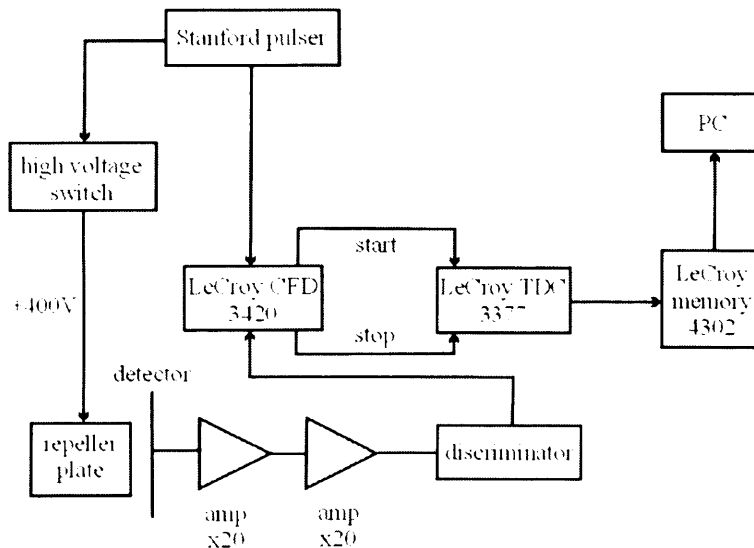 Stanford pulser
PC
high voltage
switch
start
LeCroy CFD
3420
LeCroy TDC
3377
LeCroy
memory
4302
+400V
stop
detector
repeller
plate
discriminator
amp
x20
amp
x20